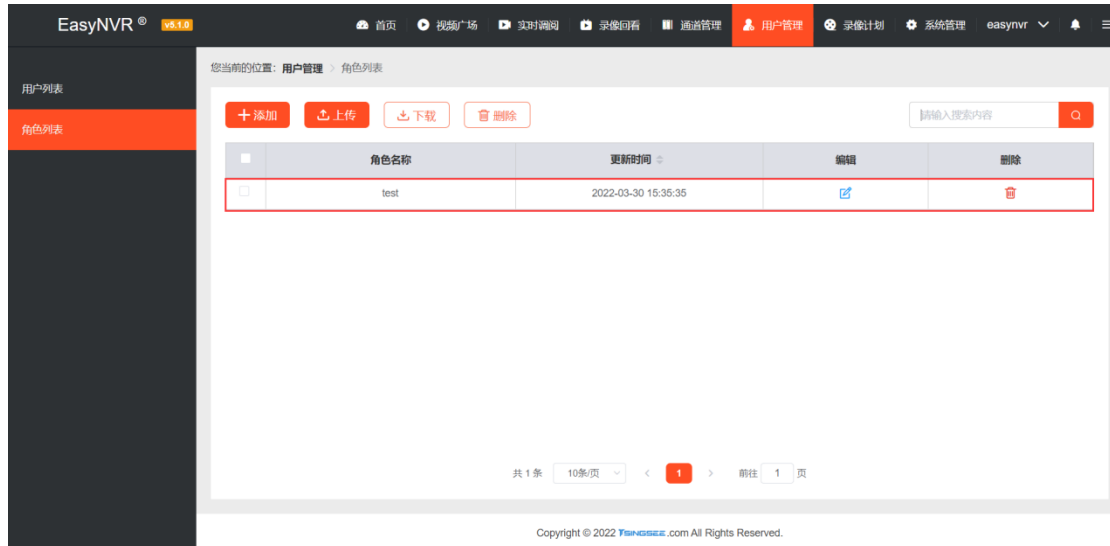 EasyNVR ® v5.1.0 首页 视频广场 实时调阅 录像回看 通道管理 用户管理 录像计划 系统管理 easynvr
您当前的位置: 用户管理 > 角色列表
用户列表
角色列表
添加 上传 下载 删除 请输入搜索内容
角色名称 更新时间 编辑 删除
test 2022-03-30 15:35:35
共 1 条 10条/页 < 1 > 前往 1 页
Copyright © 2022 TSINGSEE .com All Rights Reserved.